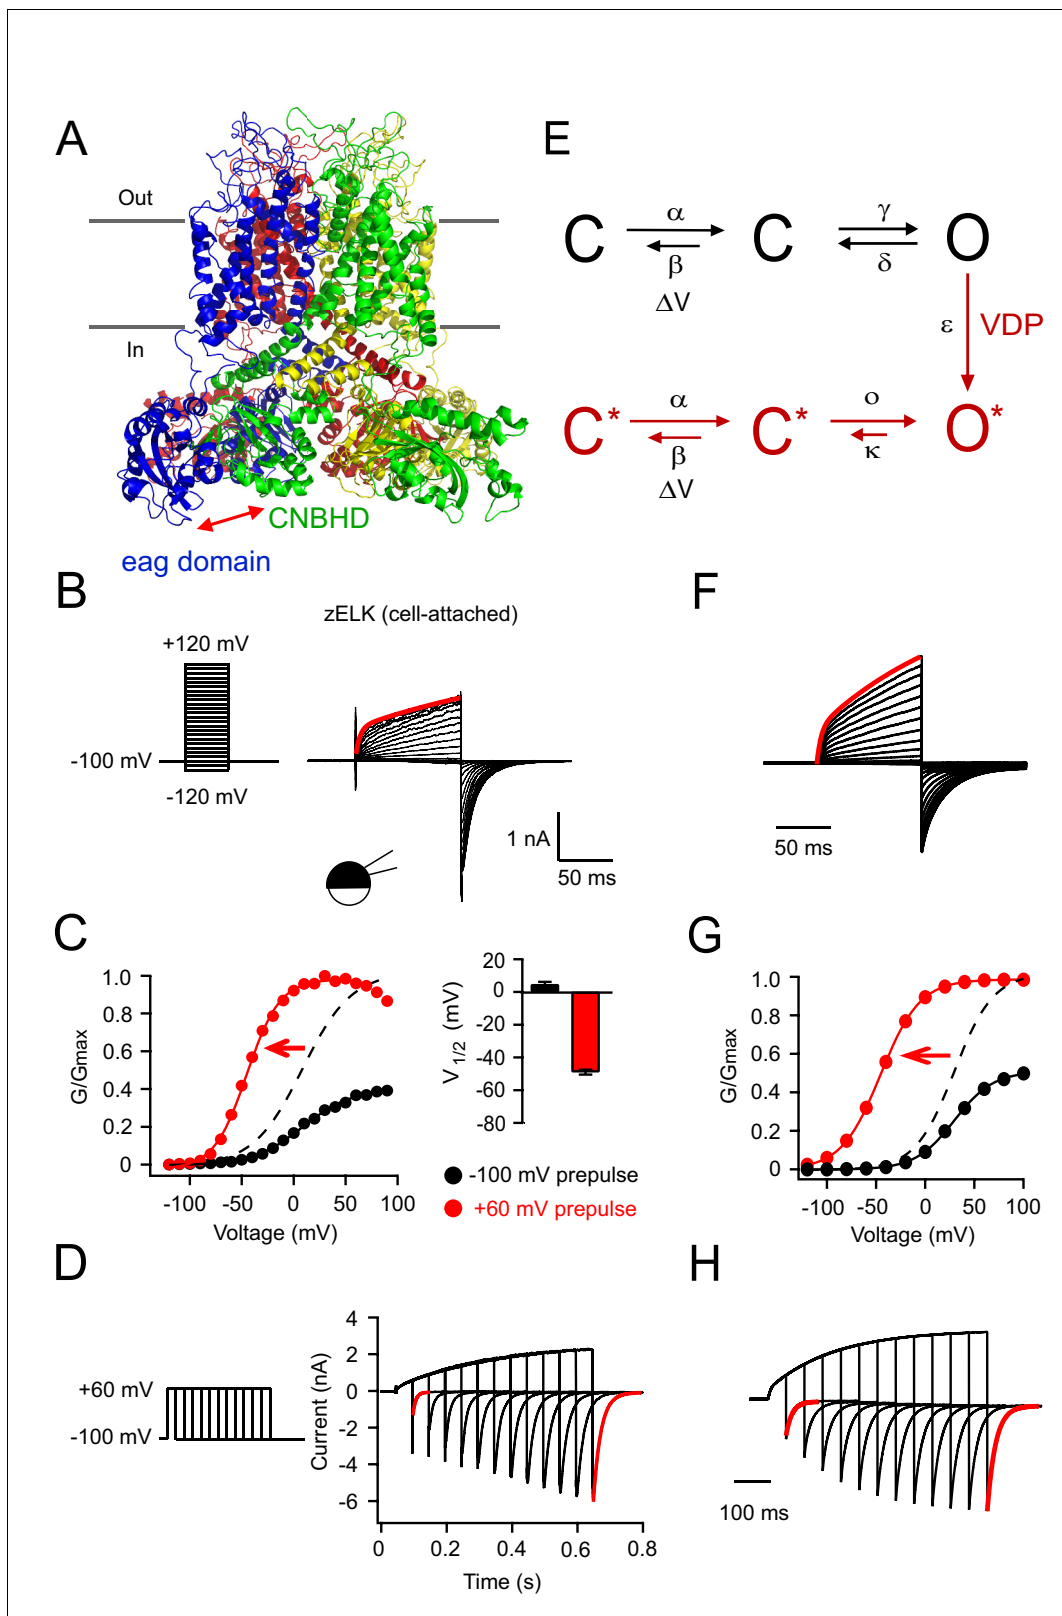 A
Out
In
CNBHD
eag domain
E
C
α
β
ΔV
C
γ
δ
O
ε
VDP
C*
α
β
ΔV
C*
ο
κ
O*
B
zELK (cell-attached)
+120 mV
-100 mV
-120 mV
1 nA
50 ms
F
50 ms
C
G/Gmax
1.0
0.8
0.6
0.4
0.2
0
-100
-50
0
50
100
Voltage (mV)
V1/2 (mV)
20
0
-20
-40
-60
-80
-100 mV prepulse
+60 mV prepulse
G
G/Gmax
1.0
0.8
0.6
0.4
0.2
0
-100
-50
0
50
100
Voltage (mV)
D
+60 mV
-100 mV
Current (nA)
4
2
0
-2
-4
-6
0
0.2
0.4
0.6
0.8
Time (s)
H
100 ms